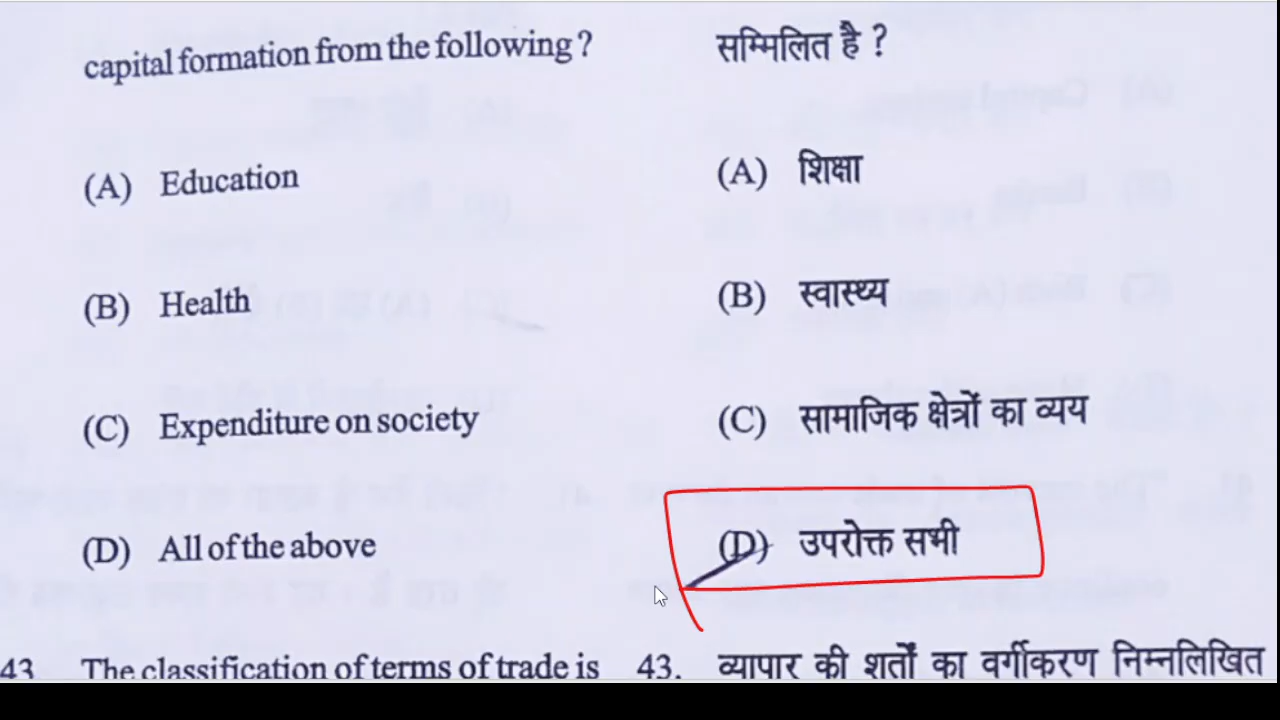 capital formation from the following ?
(A) Education
(B) Health
(C) Expenditure on society
(D) All of the above
43 The classification of terms of trade is
सम्मिलित है ?
(A) शिक्षा
(B) स्वास्थ्य
(C) सामाजिक क्षेत्रों का व्यय
(D) उपरोक्त सभी
43. व्यापार की शर्तों का वर्गीकरण निम्नलिखित